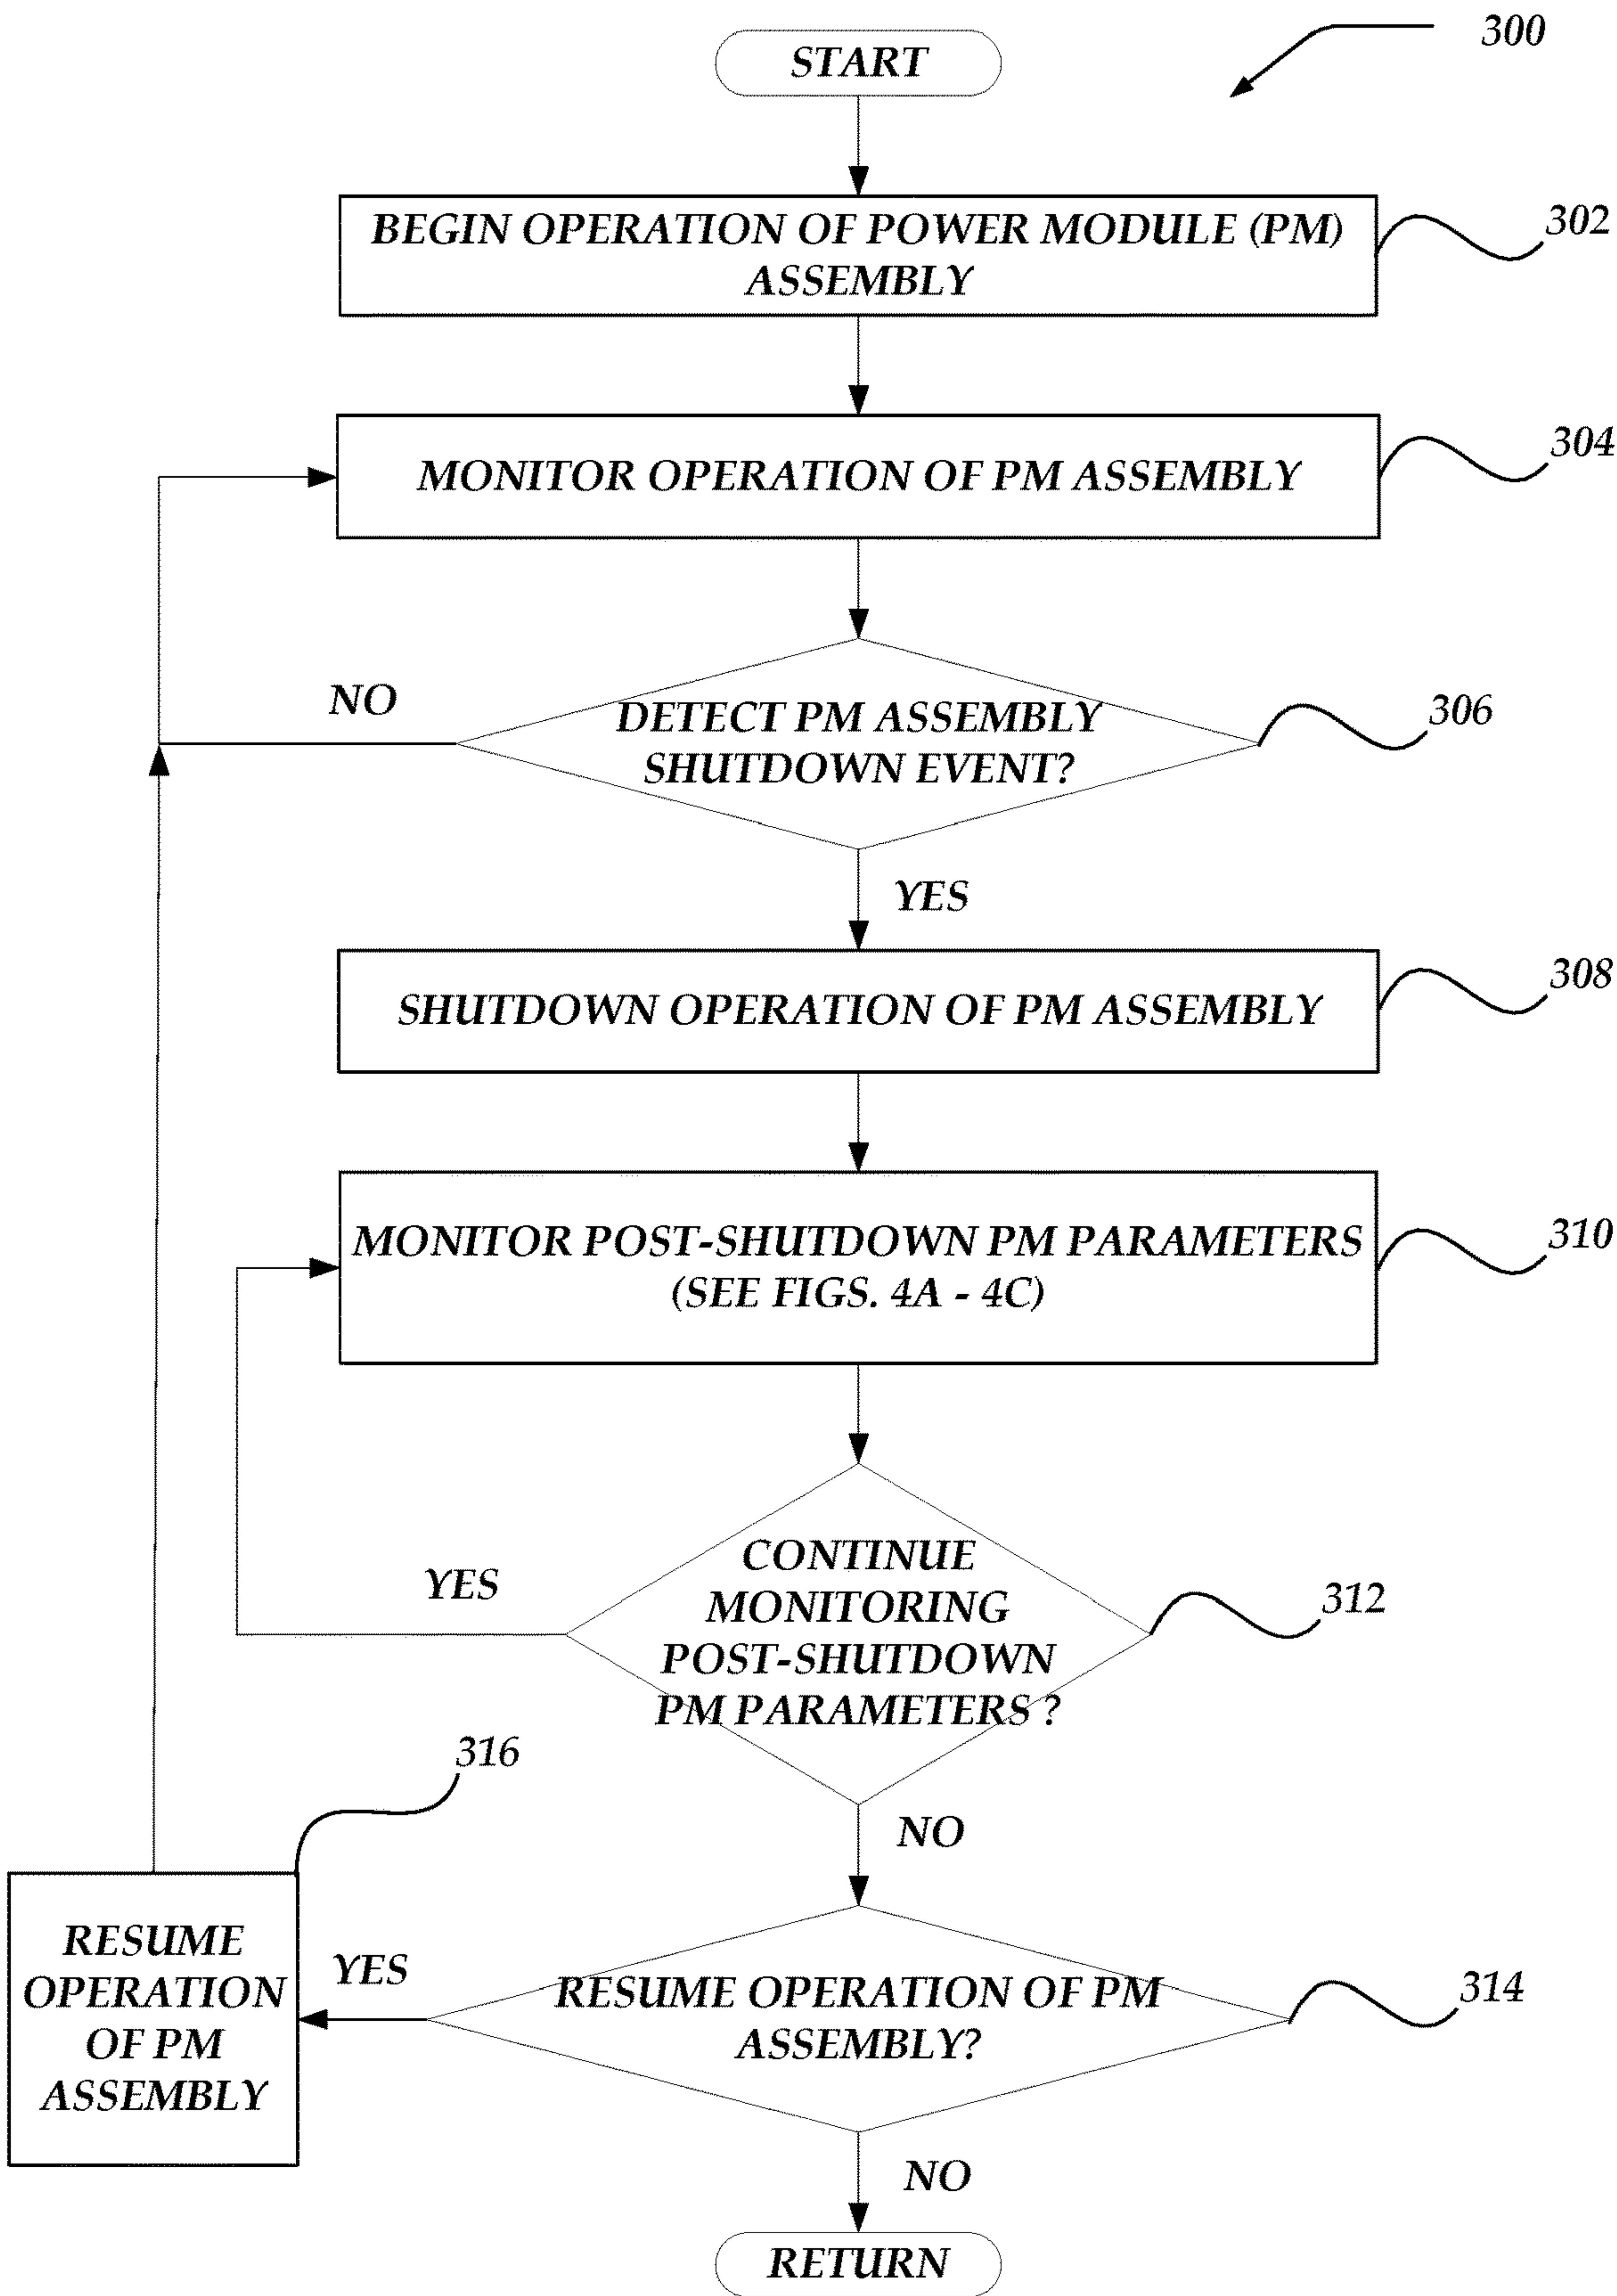 300
START
BEGIN OPERATION OF POWER MODULE (PM)
ASSEMBLY
302
MONITOR OPERATION OF PM ASSEMBLY
304
NO
DETECT PM ASSEMBLY
SHUTDOWN EVENT?
306
YES
SHUTDOWN OPERATION OF PM ASSEMBLY
308
MONITOR POST-SHUTDOWN PM PARAMETERS
(SEE FIGS. 4A - 4C)
310
YES
CONTINUE
MONITORING
POST-SHUTDOWN
PM PARAMETERS ?
312
NO
316
RESUME
OPERATION
OF PM
ASSEMBLY
YES
RESUME OPERATION OF PM
ASSEMBLY?
314
NO
RETURN